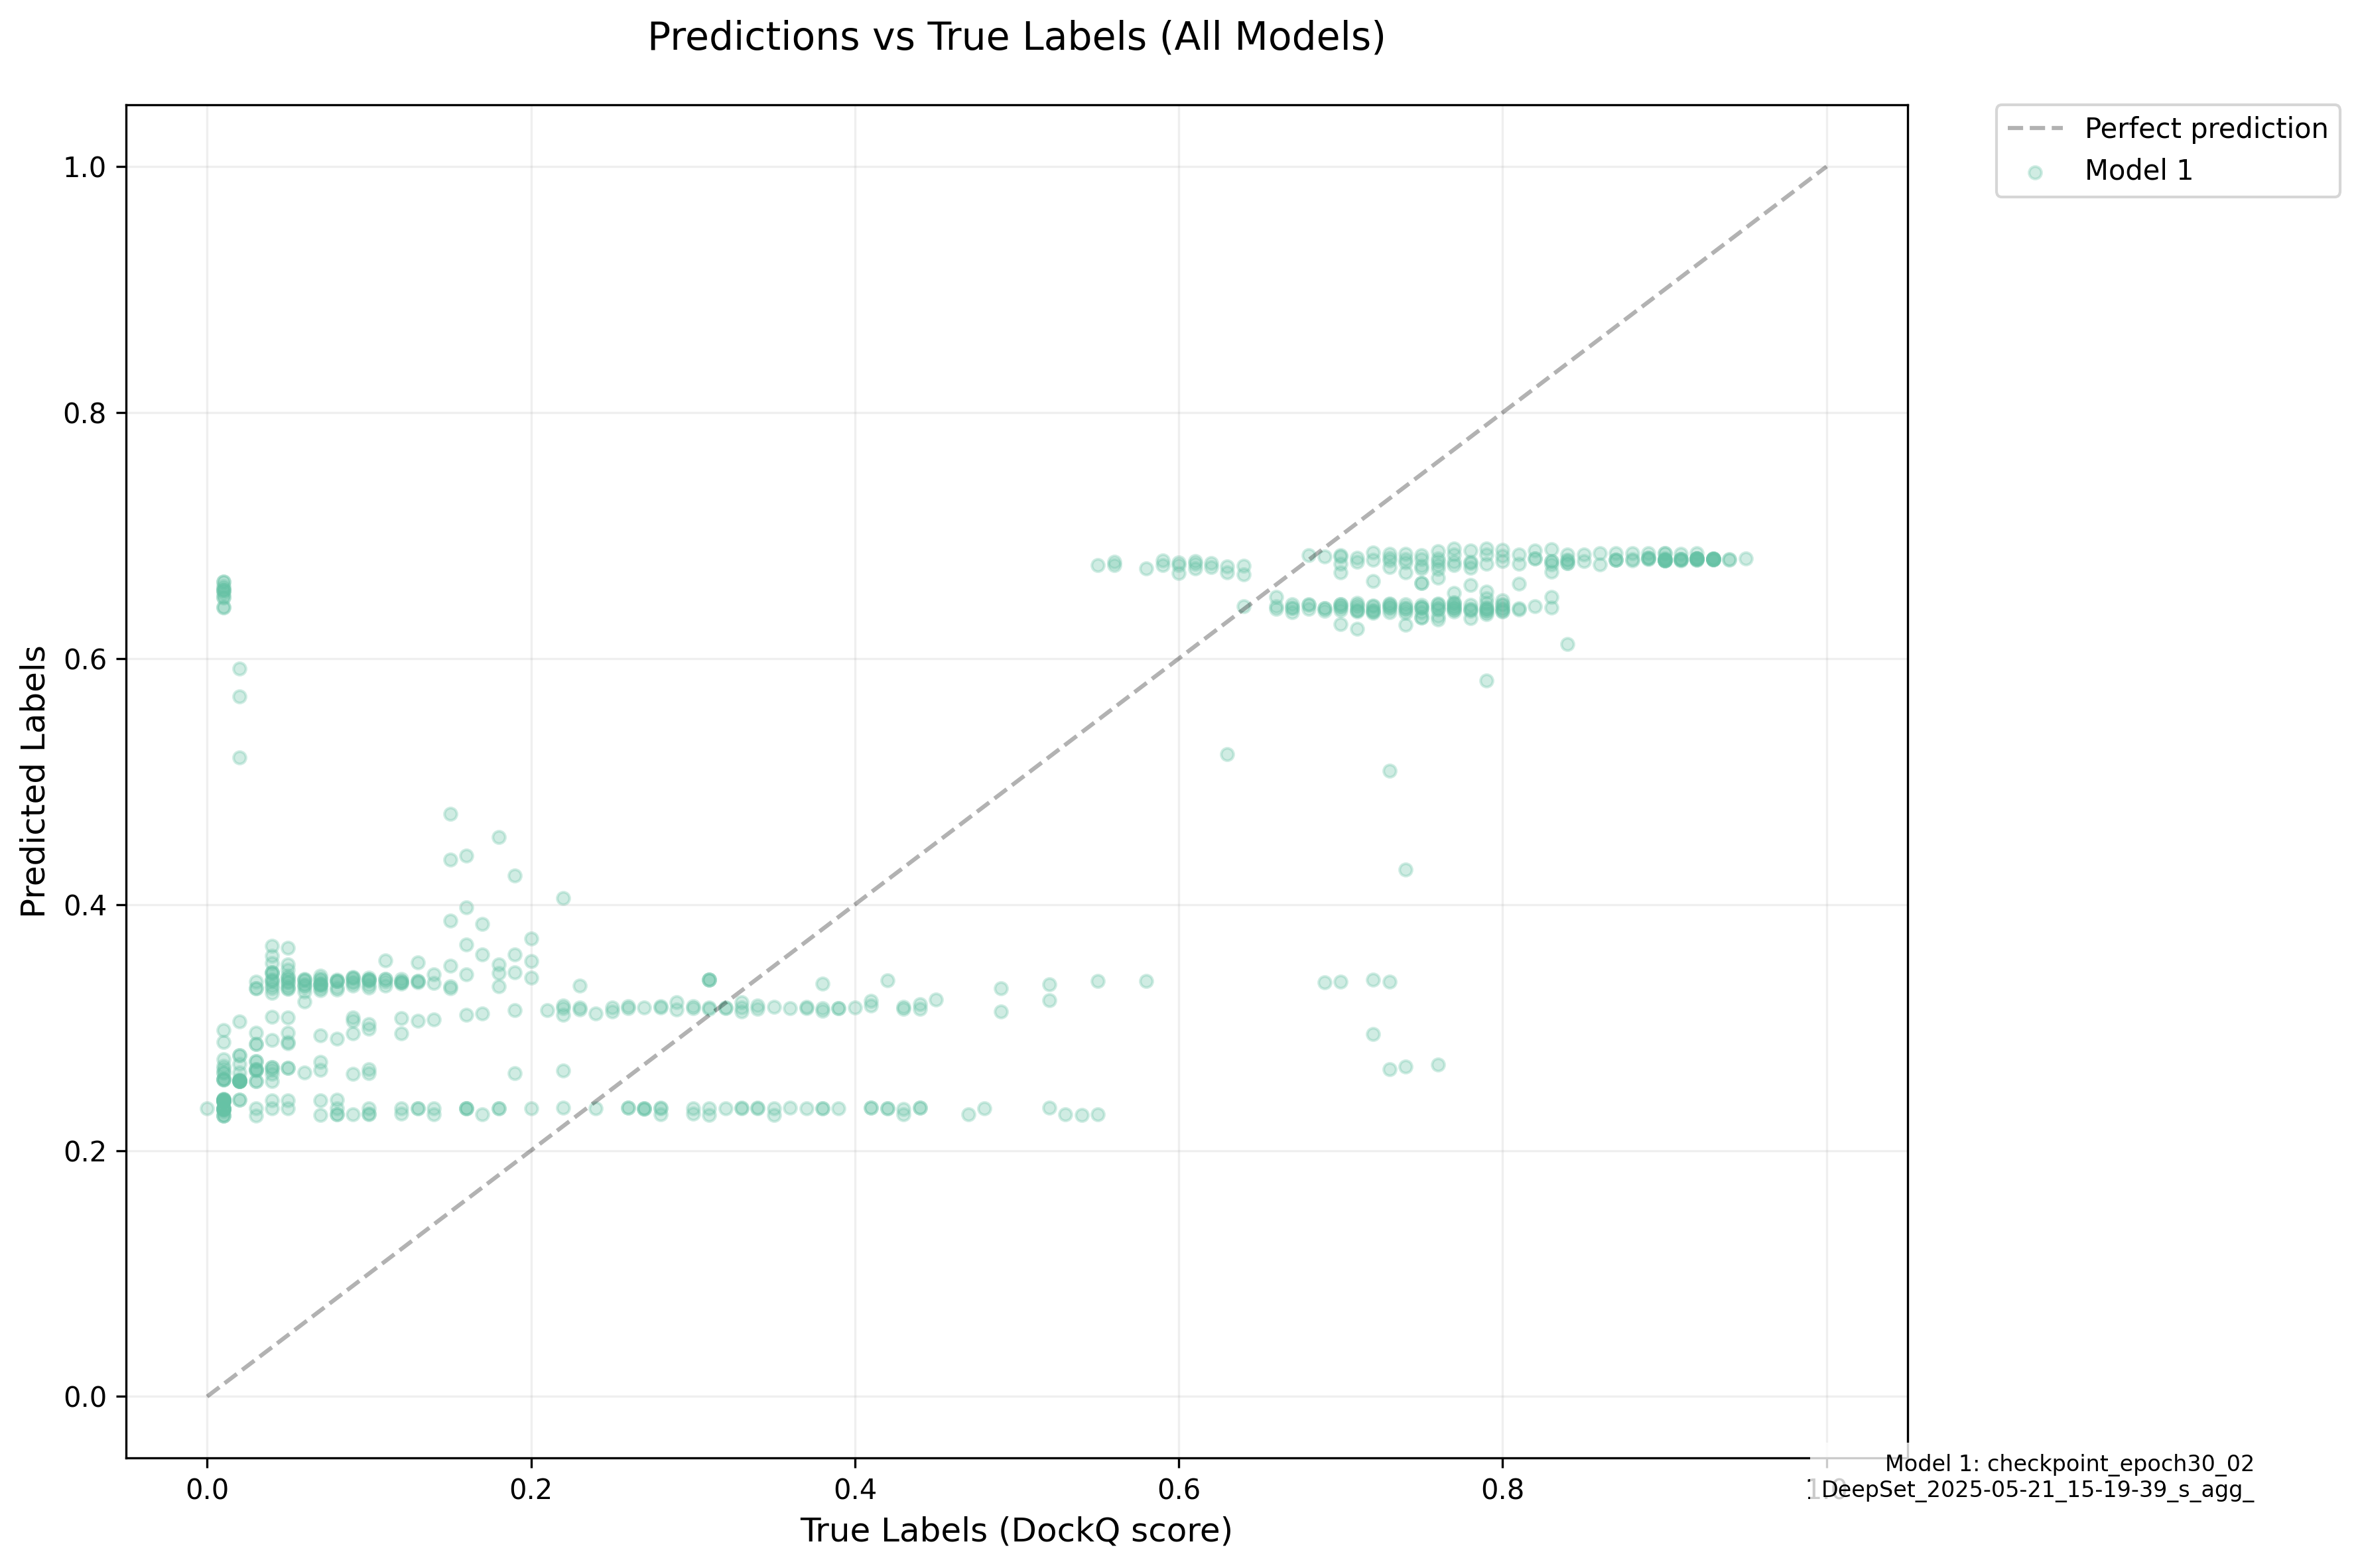 Predictions vs True Labels (All Models)
Perfect prediction
Model 1
Predicted Labels
1.0
0.8
0.6
0.4
0.2
0.0
0.0 0.2 0.4 0.6 0.8 1.0
True Labels (DockQ score)
Model 1: checkpoint_epoch30_02
DeepSet_2025-05-21_15-19-39_s_agg_